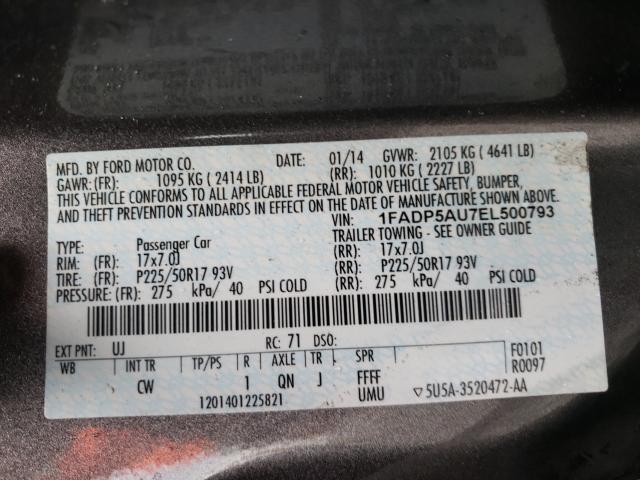 MFD. BY FORD MOTOR CO. DATE: 01/14 GVWR: 2105 KG ( 4641 LB)
GAWR: (FR): 1095 KG ( 2414 LB) (RR): 1010 KG ( 2227 LB)
THIS VEHICLE CONFORMS TO ALL APPLICABLE FEDERAL MOTOR VEHICLE SAFETY, BUMPER,
AND THEFT PREVENTION STANDARDS IN EFFECT ON THE DATE OF MANUFACTURE SHOWN ABOVE.
VIN: 1FADP5AU7EL500793
TYPE: Passenger Car TRAILER TOWING - SEE OWNER GUIDE
RIM: (FR): 17x7.0J (RR): 17x7.0J
TIRE: (FR): P225/50R17 93V (RR): P225/50R17 93V
PRESSURE: (FR): 275 kPa/ 40 PSI COLD (RR): 275 kPa/ 40 PSI COLD
EXT PNT: UJ RC: 71 DSO:
WB INT TR TP/PS R AXLE TR SPR F0101
CW 1 QN J FFFF R0097
1201401225821 UMU ▽5U5A-3520472-AA